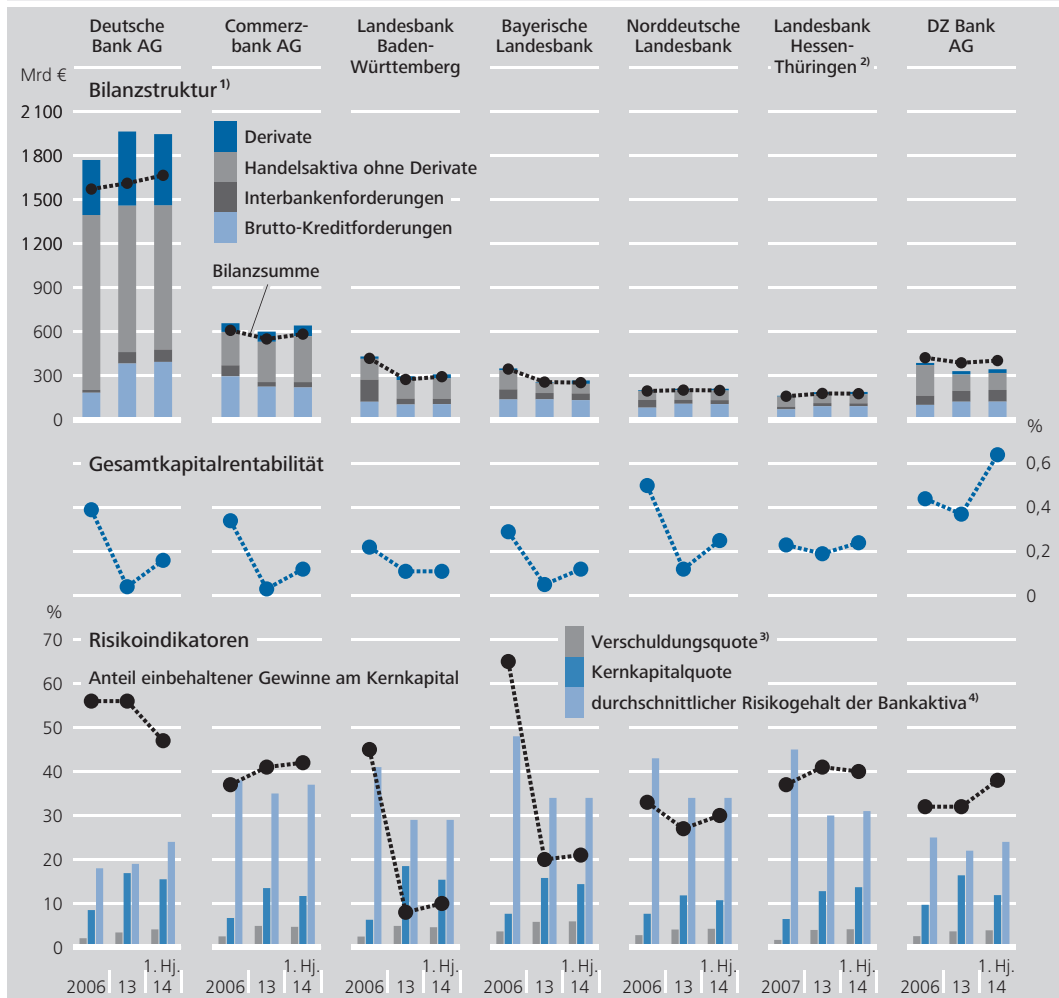 Deutsche
Bank AG
Commerz-
bank AG
Landesbank
Baden-
Württemberg
Bayerische
Landesbank
Norddeutsche
Landesbank
Landesbank
Hessen-
Thüringen 2)
DZ Bank
AG
Mrd €
Bilanzstruktur 1)
2 100
1 800
1 500
1 200
900
600
300
0
Derivate
Handelsaktiva ohne Derivate
Interbankenforderungen
Brutto-Kreditforderungen
Bilanzsumme
%
Gesamtkapitalrentabilität
0,6
0,4
0,2
0
%
Risikoindikatoren
Anteil einbehaltener Gewinne am Kernkapital
Verschuldungsquote 3)
Kernkapitalquote
durchschnittlicher Risikogehalt der Bankaktiva 4)
70
60
50
40
30
20
10
0
1. Hj.
2006 13 14
1. Hj.
2006 13 14
1. Hj.
2006 13 14
1. Hj.
2006 13 14
1. Hj.
2006 13 14
1. Hj.
2007 13 14
1. Hj.
2006 13 14